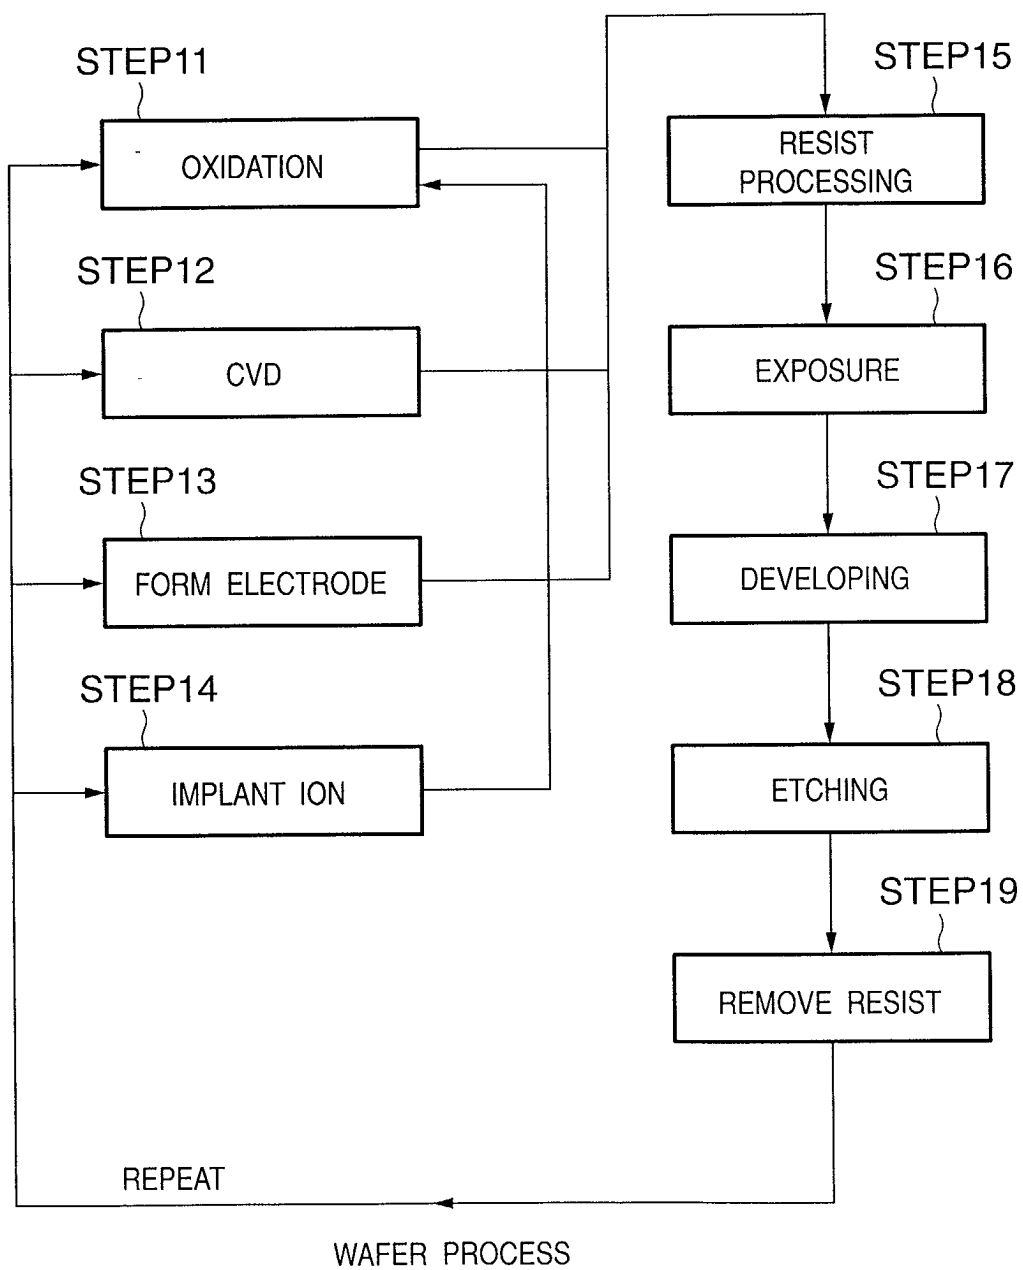 STEP11
OXIDATION
STEP12
CVD
STEP13
FORM ELECTRODE
STEP14
IMPLANT ION
STEP15
RESIST
PROCESSING
STEP16
EXPOSURE
STEP17
DEVELOPING
STEP18
ETCHING
STEP19
REMOVE RESIST
REPEAT
WAFER PROCESS